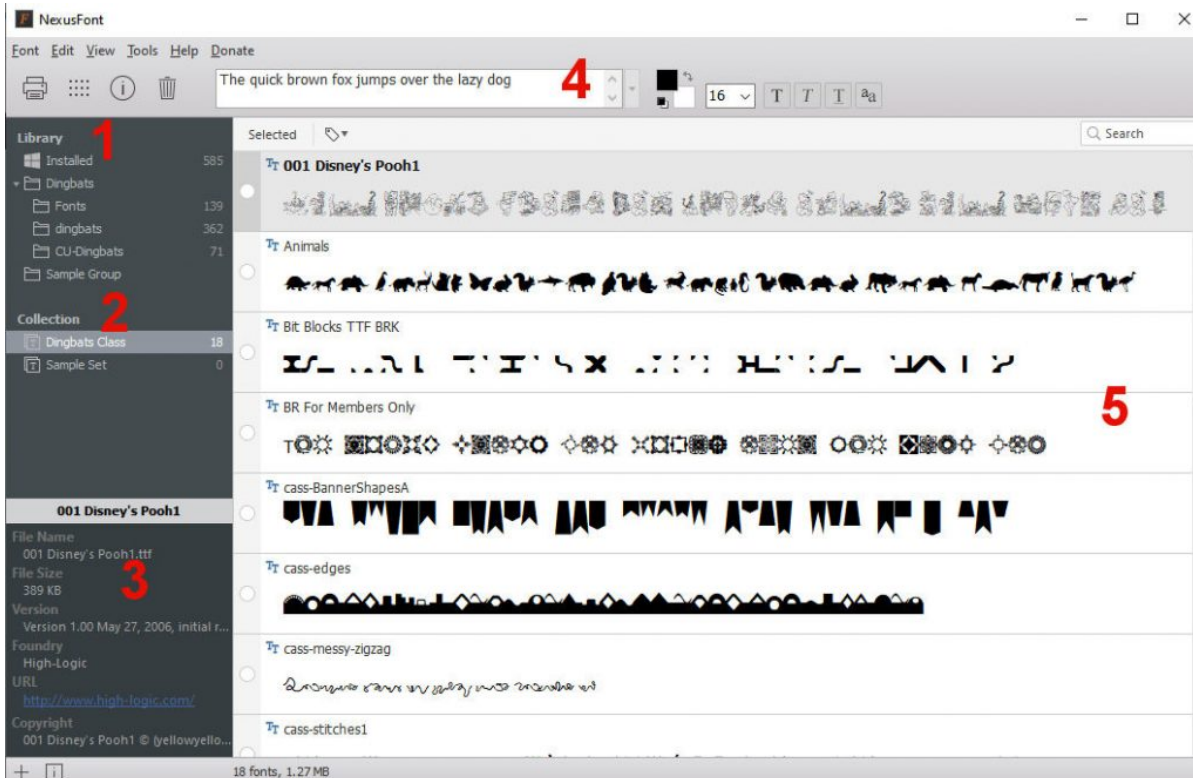 NexusFont
Font Edit View Tools Help Donate
The quick brown fox jumps over the lazy dog
4
16
T T T aa
Library
1
Installed 585
Dingbats
Fonts 139
dingbats 362
CU-Dingbats 71
Sample Group
Collection
2
Dingbats Class 18
Sample Set 0
001 Disney's Pooh1
File Name
001 Disney's Pooh1.ttf
File Size
3
389 KB
Version
Version 1.00 May 27, 2006, initial r...
Foundry
High-Logic
URL
http://www.high-logic.com/
Copyright
001 Disney's Pooh1 © (yellowyello...
Selected
Search
001 Disney's Pooh1
Animals
Bit Blocks TTF BRK
BR For Members Only
5
cass-BannerShapesA
cass-edges
cass-messy-zigzag
cass-stitches1
18 fonts, 1.27 MB